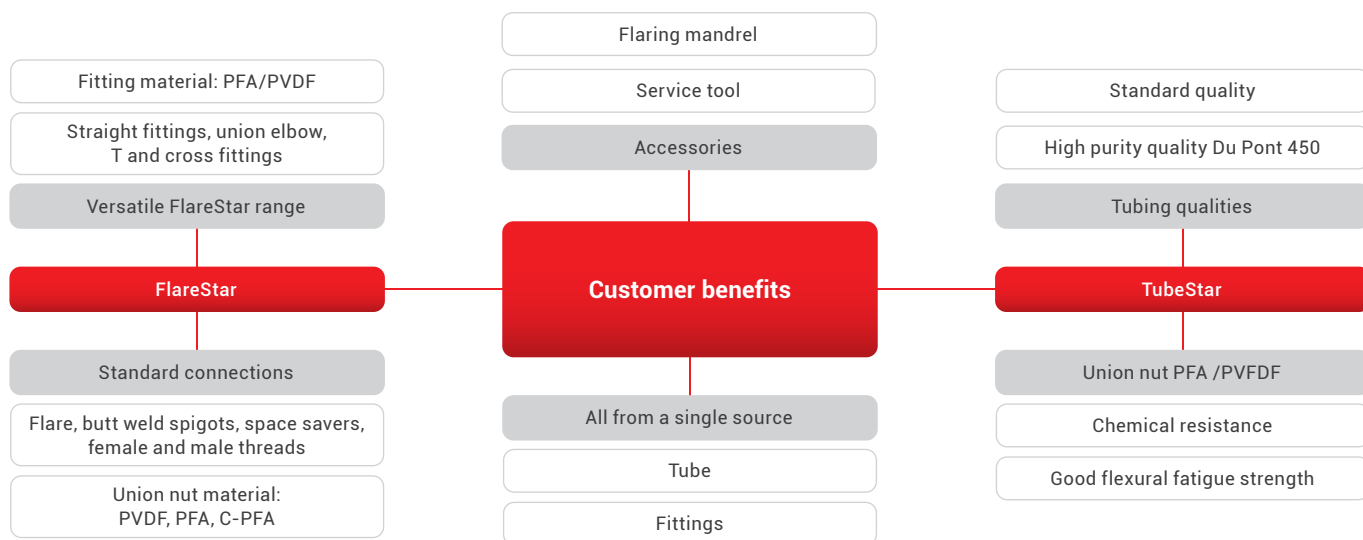 Fitting material: PFA/PVDF
Straight fittings, union elbow,
T and cross fittings
Versatile FlareStar range
FlareStar
Standard connections
Flare, butt weld spigots, space savers,
female and male threads
Union nut material:
PVDF, PFA, C-PFA
Flaring mandrel
Service tool
Accessories
Customer benefits
All from a single source
Tube
Fittings
Standard quality
High purity quality Du Pont 450
Tubing qualities
TubeStar
Union nut PFA /PVFDF
Chemical resistance
Good flexural fatigue strength